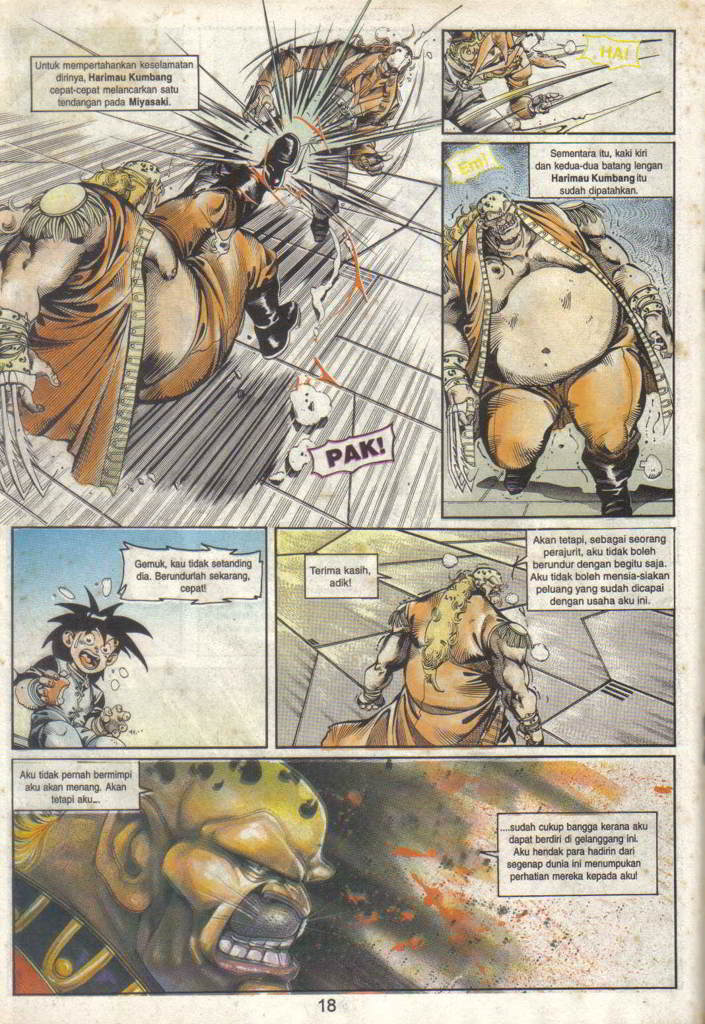 Untuk mempertahankan keselamatan
dirinya, Harimau Kumbang
cepat-cepat melancarkan satu
tendangan pada Miyasaki.
HA!
PAK!
Em!
Sementara itu, kaki kiri
dan kedua-dua batang lengan
Harimau Kumbang itu
sudah dipatahkan.
Gemuk, kau tidak setanding
dia. Berundurlah sekarang,
cepat!
Terima kasih,
adik!
Akan tetapi, sebagai seorang
perajurit, aku tidak boleh
berundur dengan begitu saja.
Aku tidak boleh mensia-siakan
peluang yang sudah dicapai
dengan usaha aku ini.
Aku tidak pernah bermimpi
aku akan menang. Akan
tetapi aku...
....sudah cukup bangga kerana aku
dapat berdiri di gelanggang ini.
Aku hendak para hadirin dari
segenap dunia ini menumpukan
perhatian mereka kepada aku!
18